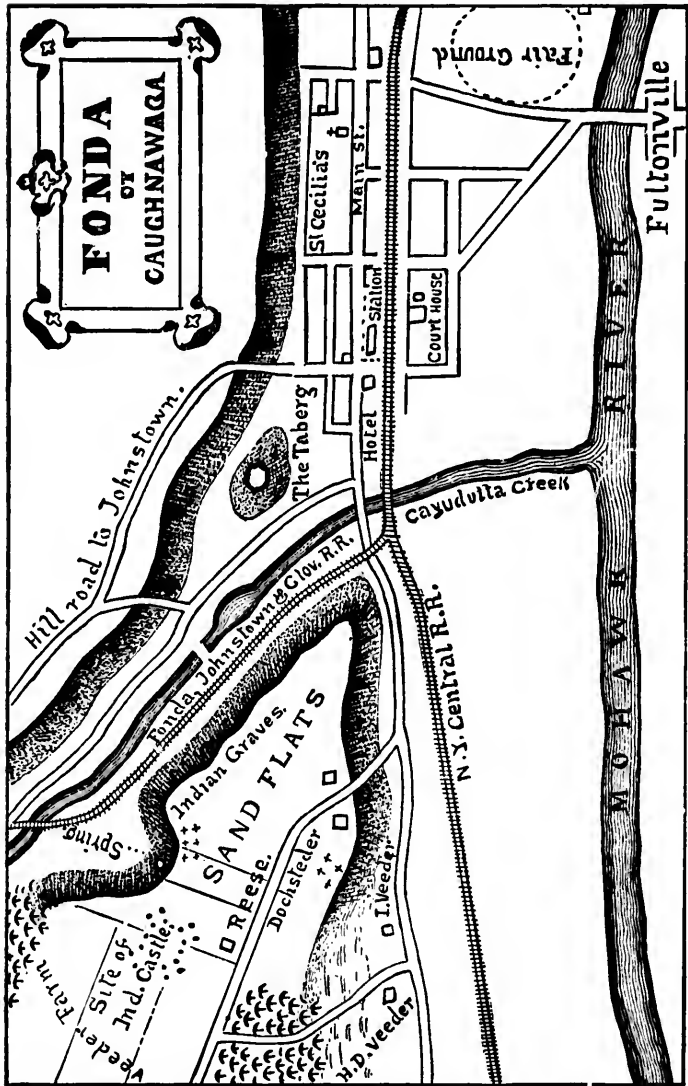 FONDA
OR
CAUGHNAWAGA
Fair Ground
Fultonville
St Cecilia's
Main St.
Station
Court House
Hotel
The Taberg
Hill road to Johnstown.
Cayudutta Creek
MOHAWK RIVER
Fonda, Johnstown & Glov. R.R.
N.Y. Central R.R.
Indian Graves.
SAND FLATS
Spring
Reese.
Dochsteder
I. Veeder
H.D. Veeder
Veeder Farm
Site of
Ind. Castle